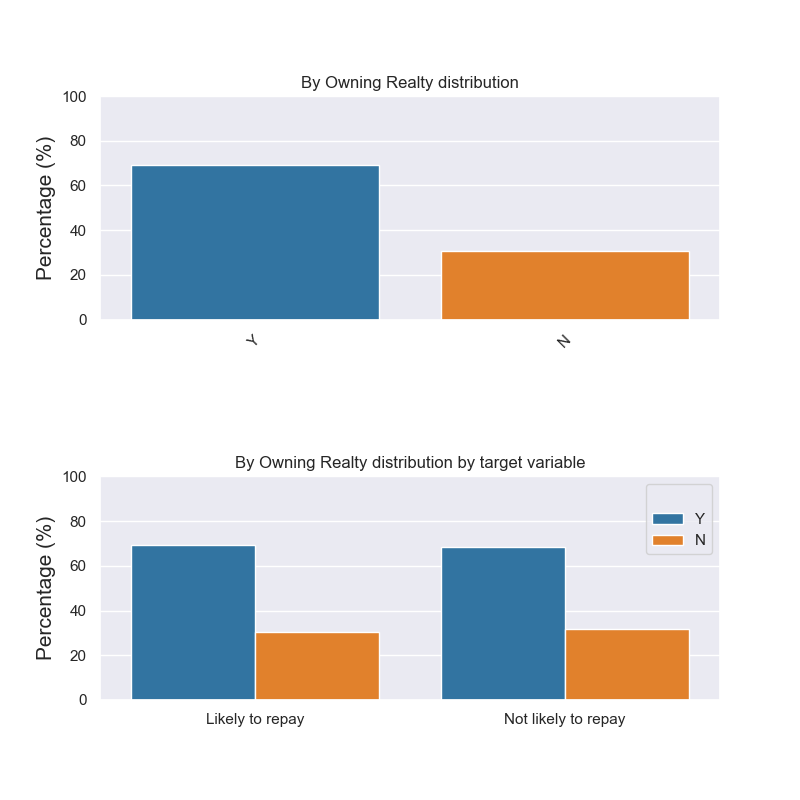 By Owning Realty distribution
Percentage (%)
100
80
60
40
20
0
Y
N
By Owning Realty distribution by target variable
Percentage (%)
100
80
60
40
20
0
Y
N
Likely to repay
Not likely to repay